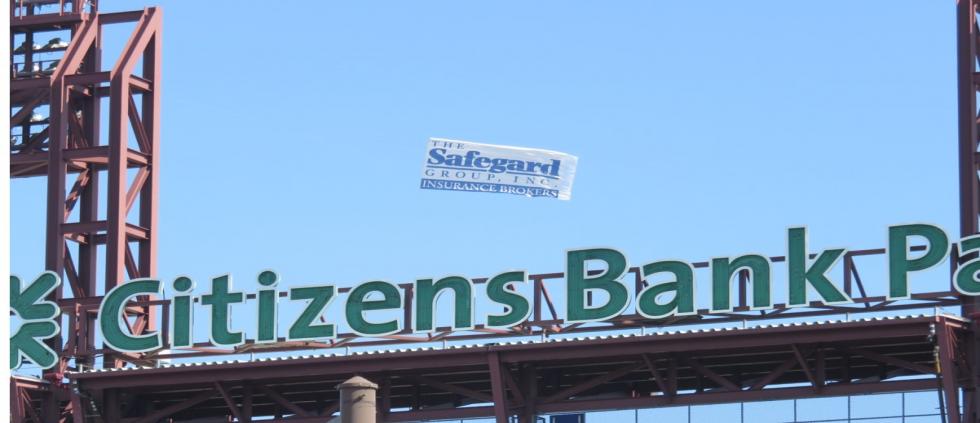 THE
Safegard
GROUP, INC.
INSURANCE BROKERS
Citizens Bank Pa